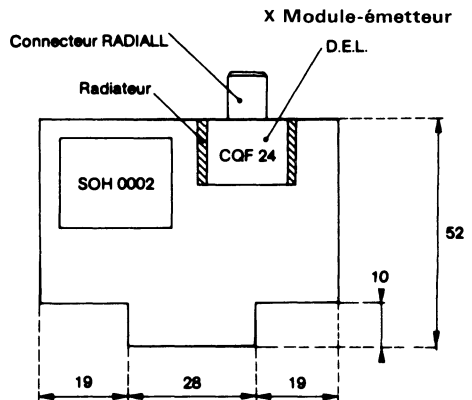 X Module-émetteur
Connecteur RADIALL
D.E.L.
Radiateur
CQF 24
SOH 0002
52
10
19
28
19